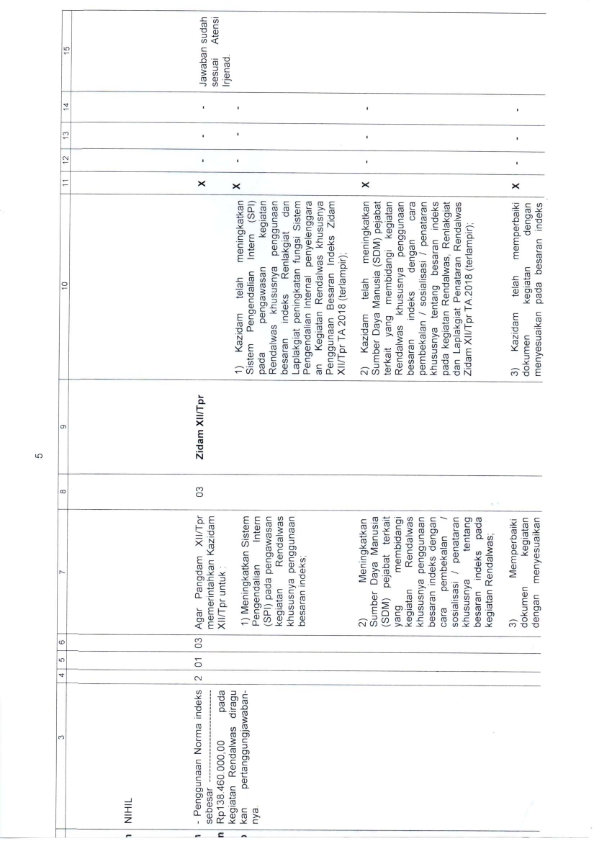 5
3 4 5 6 7 8 9 10 11 12 13 14 15
NIHIL
- Penggunaan Norma indeks
sebesar ------------------------
Rp138.460.000.00 pada
kegiatan Rendalwas diragu
kan pertanggungjawaban-
nya
2 01 03
Agar Pangdam XII/Tpr
memerintahkan Kazidam
XII/Tpr untuk :
1) Meningkatkan Sistem
Pengendalian Intern
(SPI) pada pengawasan
kegiatan Rendalwas
khususnya penggunaan
besaran indeks;
2) Meningkatkan
Sumber Daya Manusia
(SDM) pejabat terkait
yang membidangi
kegiatan Rendalwas
khususnya penggunaan
besaran indeks dengan
cara pembekalan /
sosialisasi / penataran
khususnya tentang
besaran indeks pada
kegiatan Rendalwas;
3) Memperbaiki
dokumen kegiatan
dengan menyesuaikan
03
Zidam XII/Tpr
1) Kazidam telah meningkatkan
Sistem Pengendalian Intern (SPI)
pada pengawasan kegiatan
Rendalwas khususnya penggunaan
besaran indeks Renlakgiat dan
Laplakgiat peningkatan fungsi Sistem
Pengendalian Internal penyelenggara
an Kegiatan Rendalwas khususnya
Penggunaan Besaran Indeks Zidam
XII/Tpr TA 2018 (terlampir);
2) Kazidam telah meningkatkan
Sumber Daya Manusia (SDM) pejabat
terkait yang membidangi kegiatan
Rendalwas khususnya penggunaan
besaran indeks dengan cara
pembekalan / sosialisasi / penataran
khususnya tentang besaran indeks
pada kegiatan Rendalwas, Renlakgiat
dan Laplakgiat Penataran Rendalwas
Zidam XII/Tpr TA 2018 (terlampir);
3) Kazidam telah memperbaiki
dokumen kegiatan dengan
menyesuaikan pada besaran indeks
X - - -
X - - -
X - - -
X - - -
Jawaban sudah
sesuai Atensi
Irjenad.